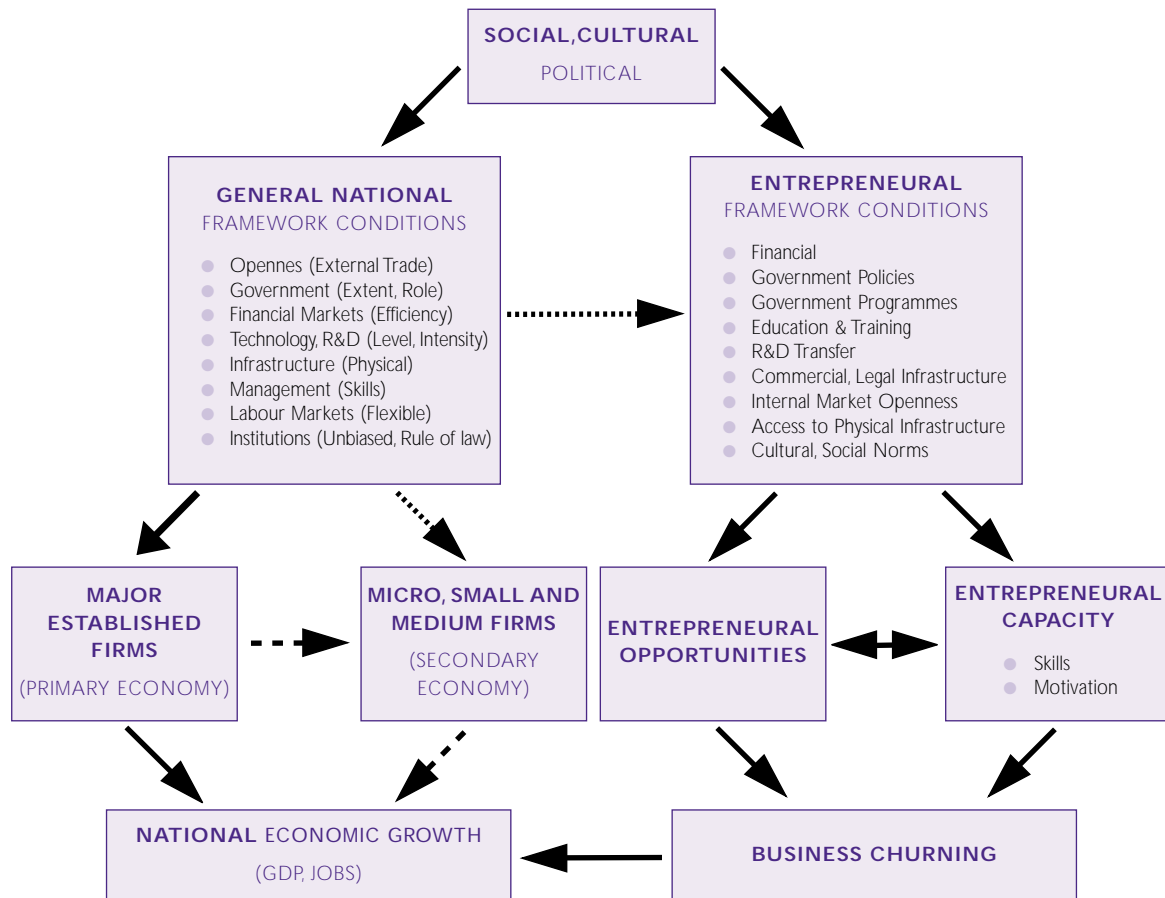 SOCIAL,CULTURAL
POLITICAL
GENERAL NATIONAL
FRAMEWORK CONDITIONS
Opennes (External Trade)
Government (Extent, Role)
Financial Markets (Efficiency)
Technology, R&D (Level, Intensity)
Infrastructure (Physical)
Management (Skills)
Labour Markets (Flexible)
Institutions (Unbiased, Rule of law)
ENTREPRENEURAL
FRAMEWORK CONDITIONS
Financial
Government Policies
Government Programmes
Education & Training
R&D Transfer
Commercial, Legal Infrastructure
Internal Market Openness
Access to Physical Infrastructure
Cultural, Social Norms
MAJOR
ESTABLISHED
FIRMS
(PRIMARY ECONOMY)
MICRO, SMALL AND
MEDIUM FIRMS
(SECONDARY
ECONOMY)
ENTREPRENEURAL
OPPORTUNITIES
ENTREPRENEURAL
CAPACITY
Skills
Motivation
NATIONAL ECONOMIC GROWTH
(GDP, JOBS)
BUSINESS CHURNING